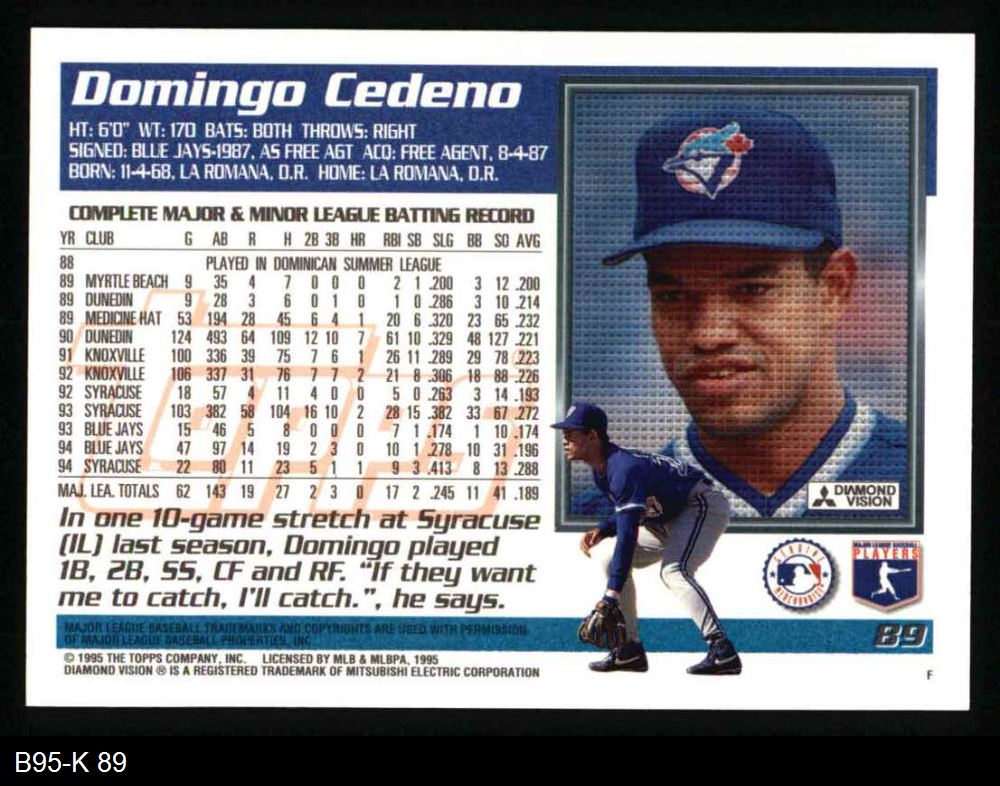 Domingo Cedeno
HT: 6'0" WT: 170 BATS: BOTH THROWS: RIGHT
SIGNED: BLUE JAYS-1987, AS FREE AGT ACQ: FREE AGENT, 8-4-87
BORN: 11-4-68, LA ROMANA, D.R. HOME: LA ROMANA, D.R.
COMPLETE MAJOR & MINOR LEAGUE BATTING RECORD
YR CLUB G AB R H 2B 3B HR RBI SB SLG BB SO AVG
88 PLAYED IN DOMINICAN SUMMER LEAGUE
89 MYRTLE BEACH 9 35 4 7 0 0 0 2 1 .200 3 12 .200
89 DUNEDIN 9 28 3 6 0 1 0 1 0 .286 3 10 .214
89 MEDICINE HAT 53 194 28 45 6 4 1 20 6 .320 23 65 .232
90 DUNEDIN 124 493 64 109 12 10 7 61 10 .329 48 127 .221
91 KNOXVILLE 100 336 39 75 7 6 1 26 11 .289 29 78 .223
92 KNOXVILLE 106 337 31 76 7 7 2 21 8 .306 18 88 .226
92 SYRACUSE 18 57 4 11 4 0 0 5 0 .263 3 14 .193
93 SYRACUSE 103 382 58 104 16 10 2 28 15 .382 33 67 .272
93 BLUE JAYS 15 46 5 8 0 0 0 7 1 .174 1 10 .174
94 BLUE JAYS 47 97 14 19 2 3 0 10 1 .278 10 31 .196
94 SYRACUSE 22 80 11 23 5 1 1 9 3 .413 8 13 .288
MAJ. LEA. TOTALS 62 143 19 27 2 3 0 17 2 .245 11 41 .189
Topps
In one 10-game stretch at Syracuse
(IL) last season, Domingo played
1B, 2B, SS, CF and RF. "If they want
me to catch, I'll catch.", he says.
DIAMOND
VISION
GENUINE
MERCHANDISE
MAJOR LEAGUE BASEBALL
PLAYERS
MAJOR LEAGUE BASEBALL TRADEMARKS AND COPYRIGHTS ARE USED WITH PERMISSION
OF MAJOR LEAGUE BASEBALL PROPERTIES, INC.
89
© 1995 THE TOPPS COMPANY, INC. LICENSED BY MLB & MLBPA, 1995
DIAMOND VISION ® IS A REGISTERED TRADEMARK OF MITSUBISHI ELECTRIC CORPORATION
F
B95-K 89